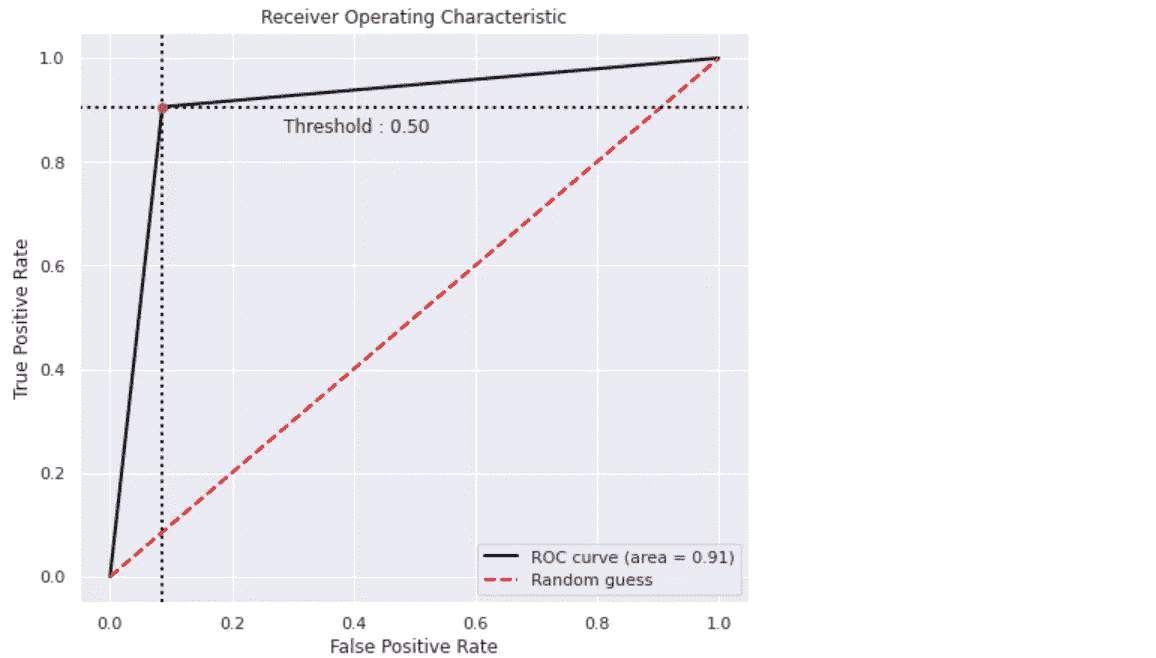 Receiver Operating Characteristic
1.0
Threshold : 0.50
0.8
0.6
True Positive Rate
0.4
0.2
ROC curve (area = 0.91)
Random guess
0.0
0.0 0.2 0.4 0.6 0.8 1.0
False Positive Rate